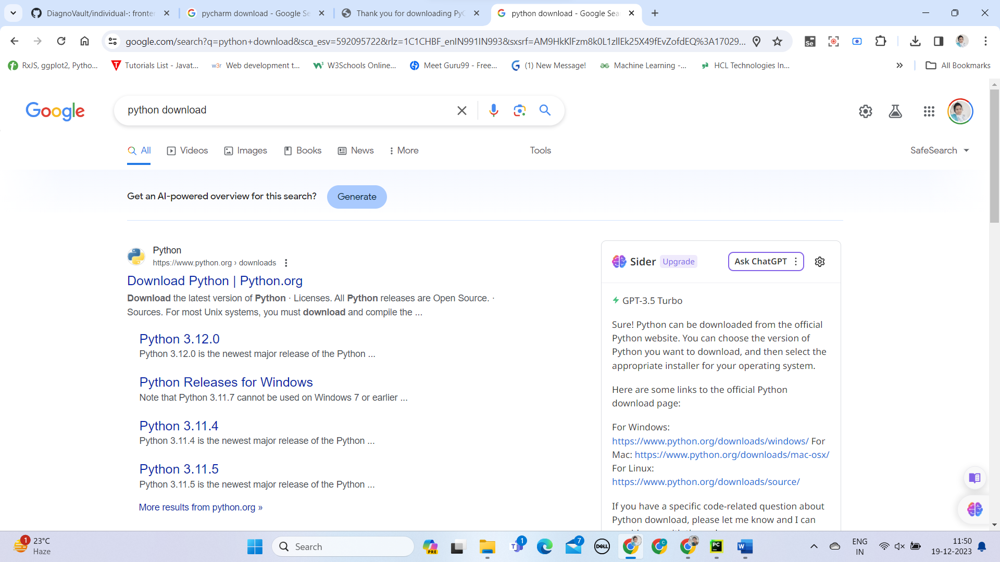 DiagnoVault/individual-: fronter
pycharm download - Google Se
Thank you for downloading PyC
python download - Google Sea
google.com/search?q=python+download&sca_esv=592095722&rlz=1C1CHBF_enIN991IN993&sxsrf=AM9HkKlFzm8k0L1zllEk25X49fEvZofdEQ%3A17029...
Se
RxJS, ggplot2, Pytho...
Tutorials List - Javat...
w3r Web development t...
W3Schools Online...
Meet Guru99 - Free...
(1) New Message!
Machine Learning -...
HCL Technologies In...
All Bookmarks
Google
python download
All
Videos
Images
Books
News
More
Tools
SafeSearch
Get an AI-powered overview for this search?
Generate
Python
https://www.python.org › downloads
Download Python | Python.org
Download the latest version of Python · Licenses. All Python releases are Open Source. ·
Sources. For most Unix systems, you must download and compile the ...
Python 3.12.0
Python 3.12.0 is the newest major release of the Python ...
Python Releases for Windows
Note that Python 3.11.7 cannot be used on Windows 7 or earlier ...
Python 3.11.4
Python 3.11.4 is the newest major release of the Python ...
Python 3.11.5
Python 3.11.5 is the newest major release of the Python ...
More results from python.org »
Sider Upgrade
Ask ChatGPT
GPT-3.5 Turbo
Sure! Python can be downloaded from the official
Python website. You can choose the version of
Python you want to download, and then select the
appropriate installer for your operating system.
Here are some links to the official Python
download page:
For Windows:
https://www.python.org/downloads/windows/ For
Mac: https://www.python.org/downloads/mac-osx/
For Linux:
https://www.python.org/downloads/source/
If you have a specific code-related question about
Python download, please let me know and I can
1
23°C
Haze
Search
PRE
1
7
DELL
C
PC
W
ENG
IN
11:50
19-12-2023